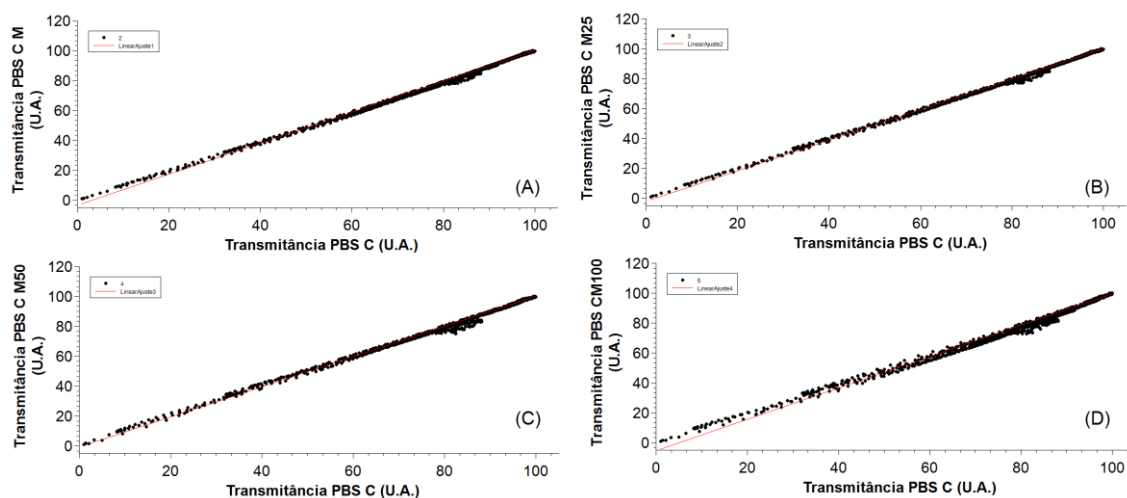 Transmitância PBS C M
(U.A.)
120
100
80
60
40
20
0
2
LinearAjuste1
(A)
0 20 40 60 80 100
Transmitância PBS C (U.A.)
Transmitância PBS C M25
(U.A.)
120
100
80
60
40
20
0
3
LinearAjuste2
(B)
0 20 40 60 80 100
Transmitância PBS C (U.A.)
Transmitância PBS C M50
(U.A.)
120
100
80
60
40
20
0
4
LinearAjuste3
(C)
0 20 40 60 80 100
Transmitância PBS C (U.A.)
Transmitância PBS CM100
(U.A.)
120
100
80
60
40
20
0
LinearAjuste4
(D)
0 20 40 60 80 100
Transmitância PBS C (U.A.)